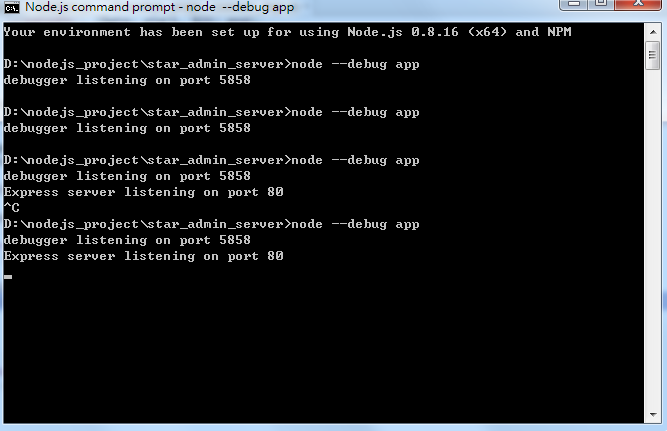 Node.js command prompt - node  --debug app
Your environment has been set up for using Node.js 0.8.16 (x64) and NPM
D:\nodejs_project\star_admin_server>node --debug app
debugger listening on port 5858
D:\nodejs_project\star_admin_server>node --debug app
debugger listening on port 5858
D:\nodejs_project\star_admin_server>node --debug app
debugger listening on port 5858
Express server listening on port 80
^C
D:\nodejs_project\star_admin_server>node --debug app
debugger listening on port 5858
Express server listening on port 80